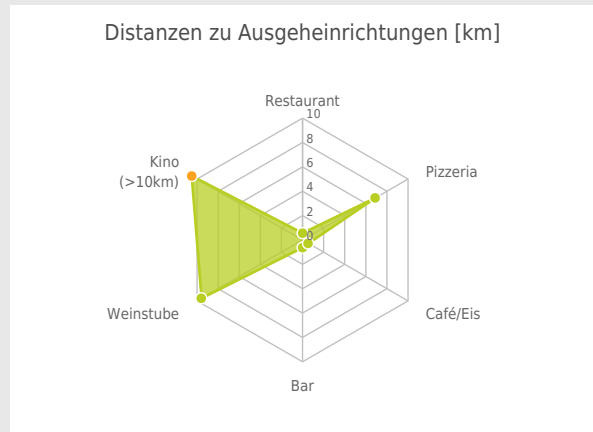 Distanzen zu Ausgeheinrichtungen [km]
Restaurant
10
8
6
4
2
0
Kino
(>10km)
Pizzeria
Weinstube
Café/Eis
Bar